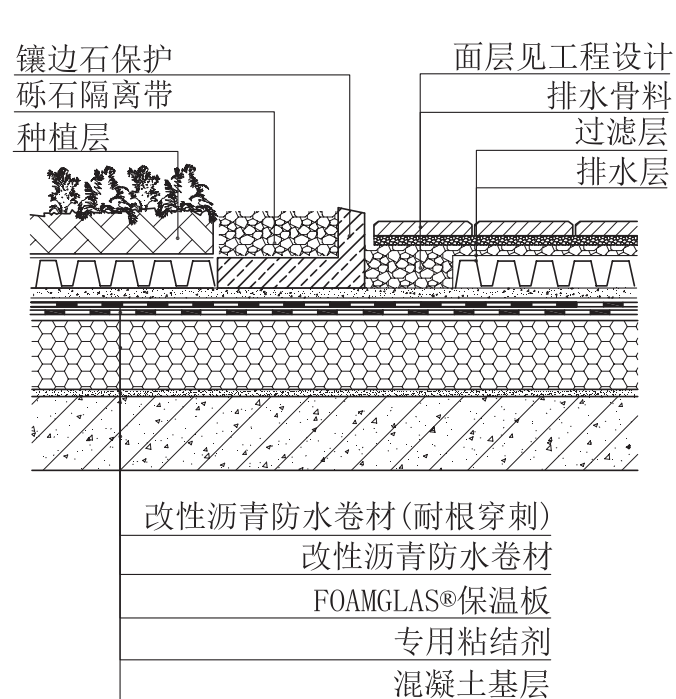 镶边石保护
砾石隔离带
种植层
面层见工程设计
排水骨料
过滤层
排水层
改性沥青防水卷材(耐根穿刺)
改性沥青防水卷材
FOAMGLAS®保温板
专用粘结剂
混凝土基层